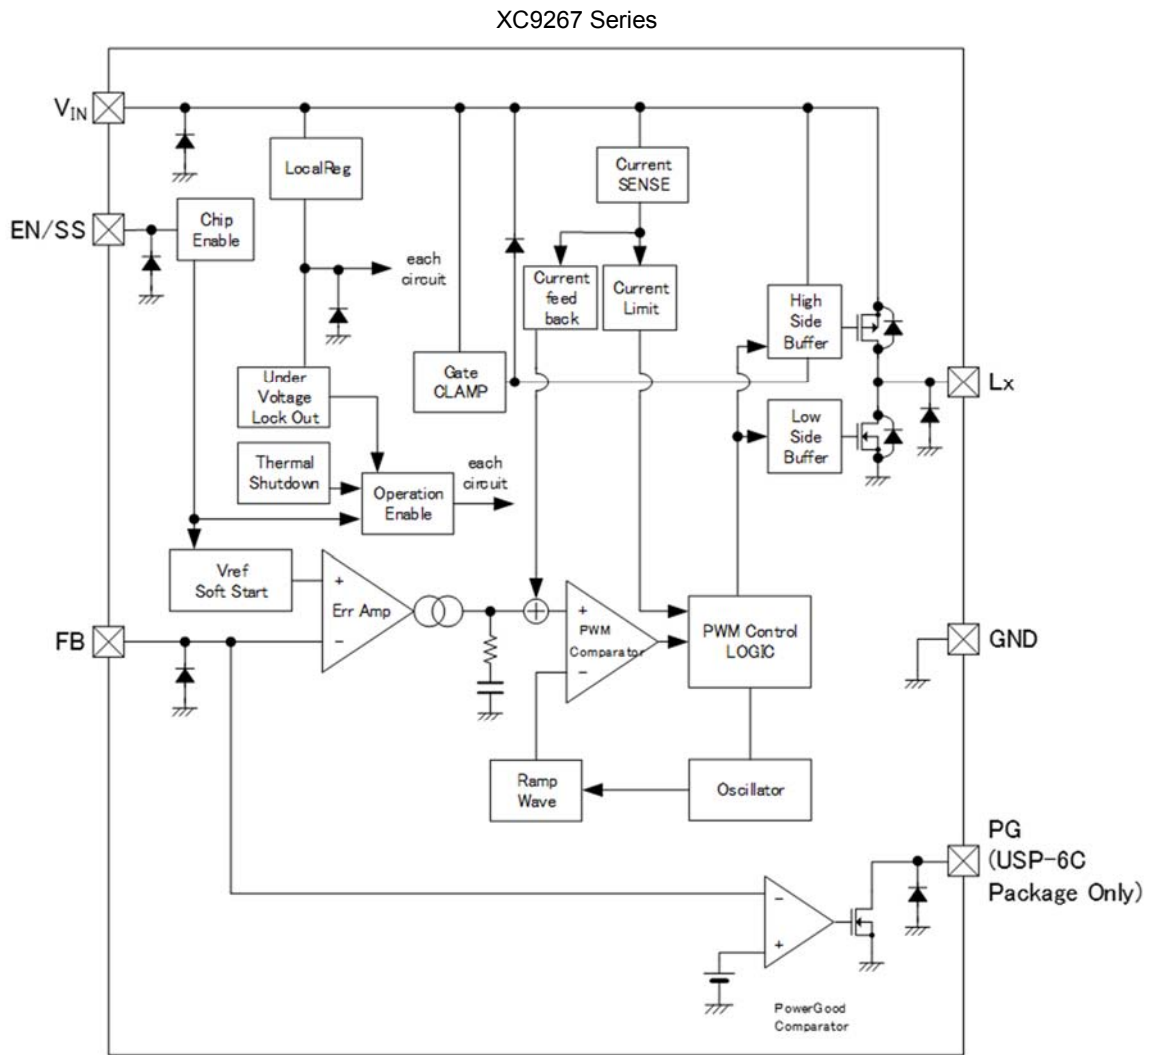 XC9267 Series
VIN
LocalReg
Current
SENSE
EN/SS
Chip
Enable
each
circuit
Current
feed
back
Current
Limit
High
Side
Buffer
Under
Voltage
Lock Out
Gate
CLAMP
Lx
Low
Side
Buffer
Thermal
Shutdown
Operation
Enable
each
circuit
Vref
Soft Start
+
Err Amp
−
+
PWM
Comparator
−
PWM Control
LOGIC
FB
GND
Ramp
Wave
Oscillator
PG
(USP-6C
Package Only)
−
+
PowerGood
Comparator